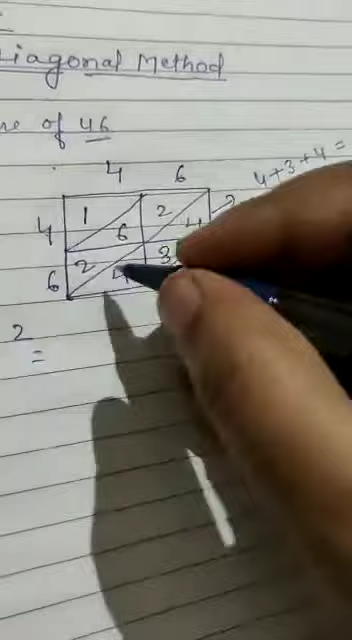 iagonal Method
re of 46
4 6
4+3+4=
4 1 6 2 4
6 2 4 3
2
=